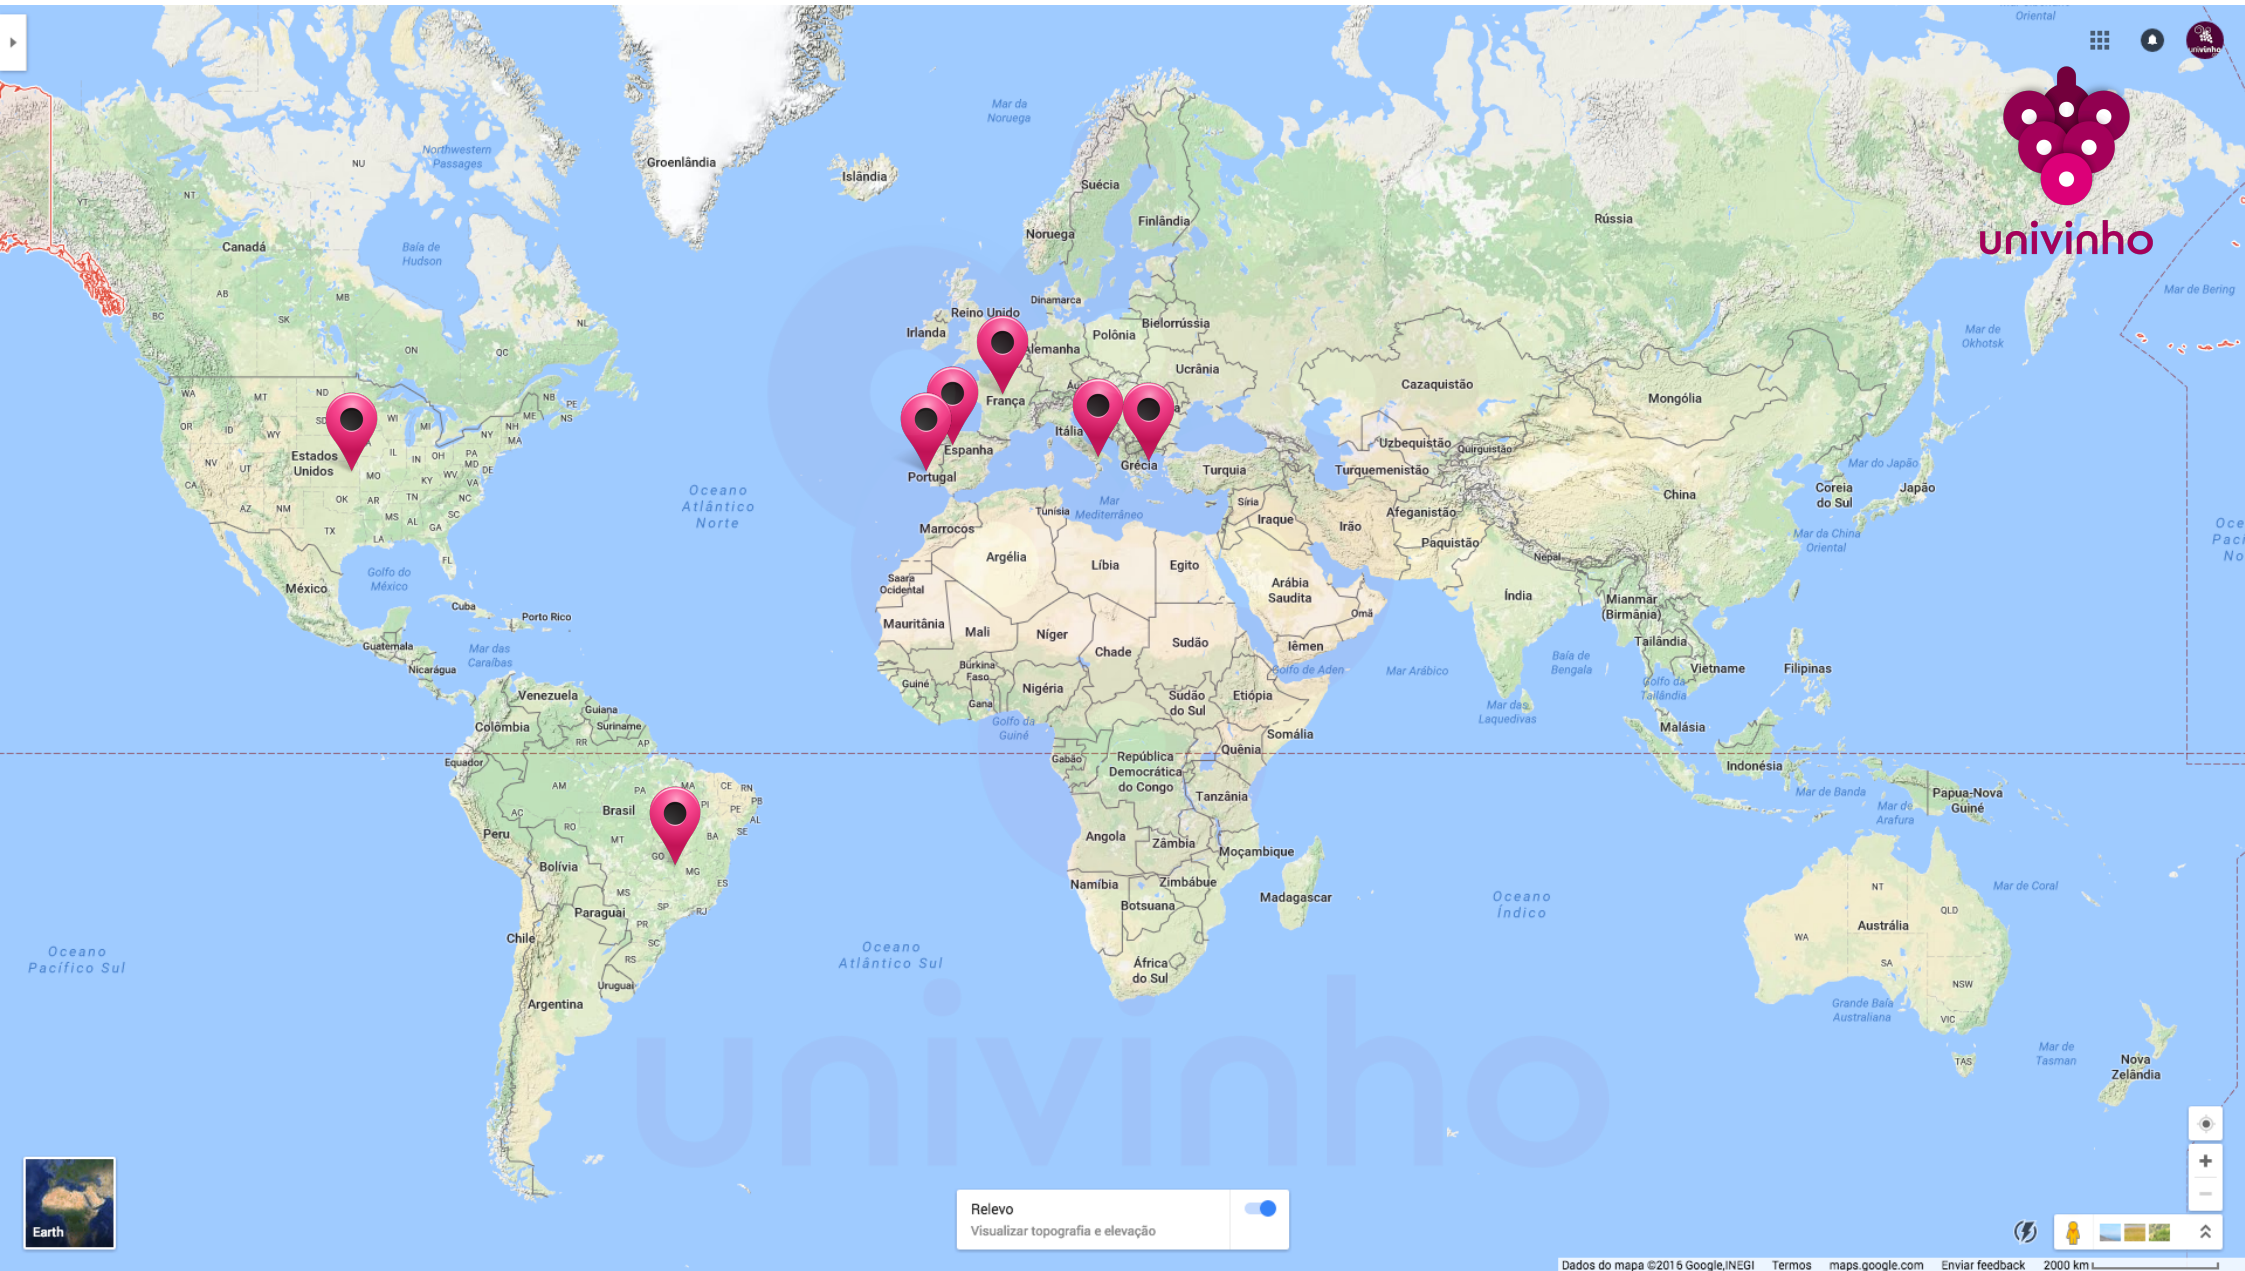 Oriental
univinho
univinho
Mar da
Noruega
Groenlândia
Islândia
Northwestern
Passages
NU
NT
YT
Suécia
Finlândia
Noruega
Rússia
Canadá
Baía de
Hudson
AB
MB
SK
BC
ON
QC
NL
Dinamarca
Reino Unido
Irlanda
Polônia
Bielorrússia
Alemanha
Ucrânia
Cazaquistão
Mongólia
Mar de Bering
Mar de
Okhotsk
WA
ND
OR
ID
WY
WI
MI
NB
PE
ME
NS
NH
NY
MA
França
Itália
Espanha
Portugal
Grécia
Turquia
Uzbequistão
Quirguistão
Turquemenistão
Estados
Unidos
NV
UT
CA
IL
IN
OH
PA
MD
DE
WV
MO
KY
VA
OK
AR
TN
NC
AZ
NM
MS
AL
SC
GA
TX
LA
FL
Oceano
Atlântico
Norte
Mar
Mediterrâneo
Tunísia
Marrocos
Síria
Iraque
Irão
Afeganistão
Paquistão
China
Coreia
do Sul
Japão
Mar do Japão
Mar da China
Oriental
Nepal
Argélia
Líbia
Egito
Saara
Ocidental
Arábia
Saudita
Omã
Índia
Mianmar
(Birmânia)
México
Golfo do
México
Cuba
Porto Rico
Guatemala
Nicarágua
Mar das
Caraíbas
Mauritânia
Mali
Níger
Chade
Sudão
Iêmen
Burkina
Faso
Guiné
Gana
Nigéria
Golfo da
Guiné
Sudão
do Sul
Etiópia
Golfo de Aden
Mar Arábico
Baía de
Bengala
Tailândia
Vietname
Golfo da
Tailândia
Filipinas
Mar das
Laquedivas
Malásia
Venezuela
Guiana
Suriname
Colômbia
RR
AP
Equador
Somália
Quênia
Gabão
República
Democrática
do Congo
Tanzânia
Indonésia
Papua-Nova
Guiné
Mar de Banda
Mar de
Arafura
AM
PA
MA
CE
RN
PB
PI
PE
AL
SE
Brasil
AC
RO
MT
BA
GO
MG
ES
MS
SP
RJ
PR
SC
RS
Peru
Bolívia
Paraguai
Chile
Uruguai
Argentina
Angola
Zâmbia
Moçambique
Namíbia
Zimbábue
Botsuana
Madagascar
África
do Sul
Oceano
Índico
Oceano
Pacífico Sul
Oceano
Atlântico Sul
NT
QLD
Austrália
WA
SA
NSW
VIC
TAS
Mar de Coral
Grande Baía
Australiana
Mar de
Tasman
Nova
Zelândia
univinho
Earth
Relevo
Visualizar topografia e elevação
Dados do mapa ©2016 Google,INEGI Termos maps.google.com Enviar feedback 2000 km